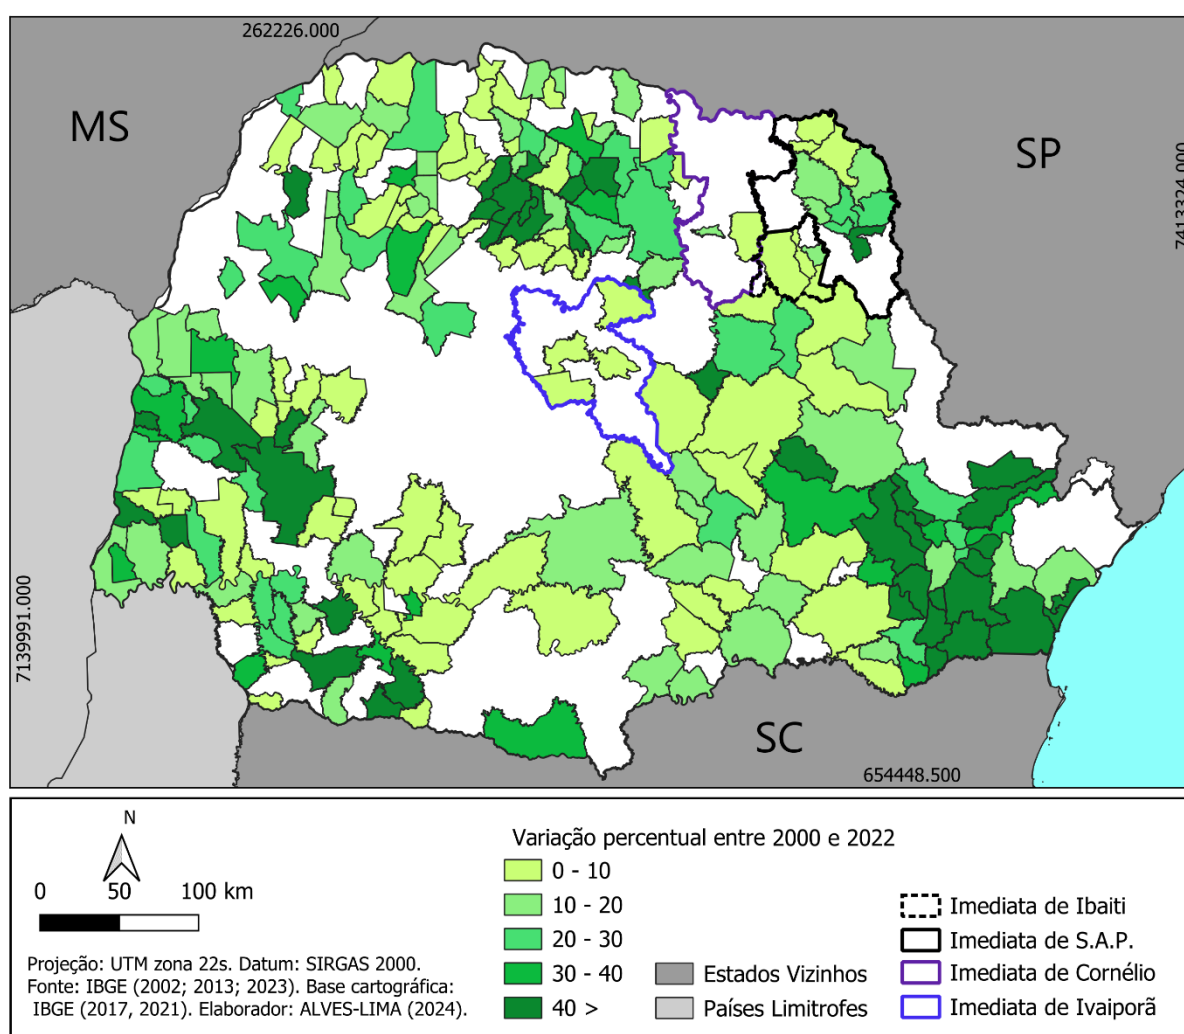 262226.000
MS
SP
7413324.000
7139991.000
SC
654448.500
N
0 50 100 km
Projeção: UTM zona 22s. Datum: SIRGAS 2000.
Fonte: IBGE (2002; 2013; 2023). Base cartográfica:
IBGE (2017, 2021). Elaborador: ALVES-LIMA (2024).
Variação percentual entre 2000 e 2022
0 - 10
10 - 20
20 - 30
30 - 40
40 >
Estados Vizinhos
Países Limitrofes
Imediata de Ibaiti
Imediata de S.A.P.
Imediata de Cornélio
Imediata de Ivaiporã